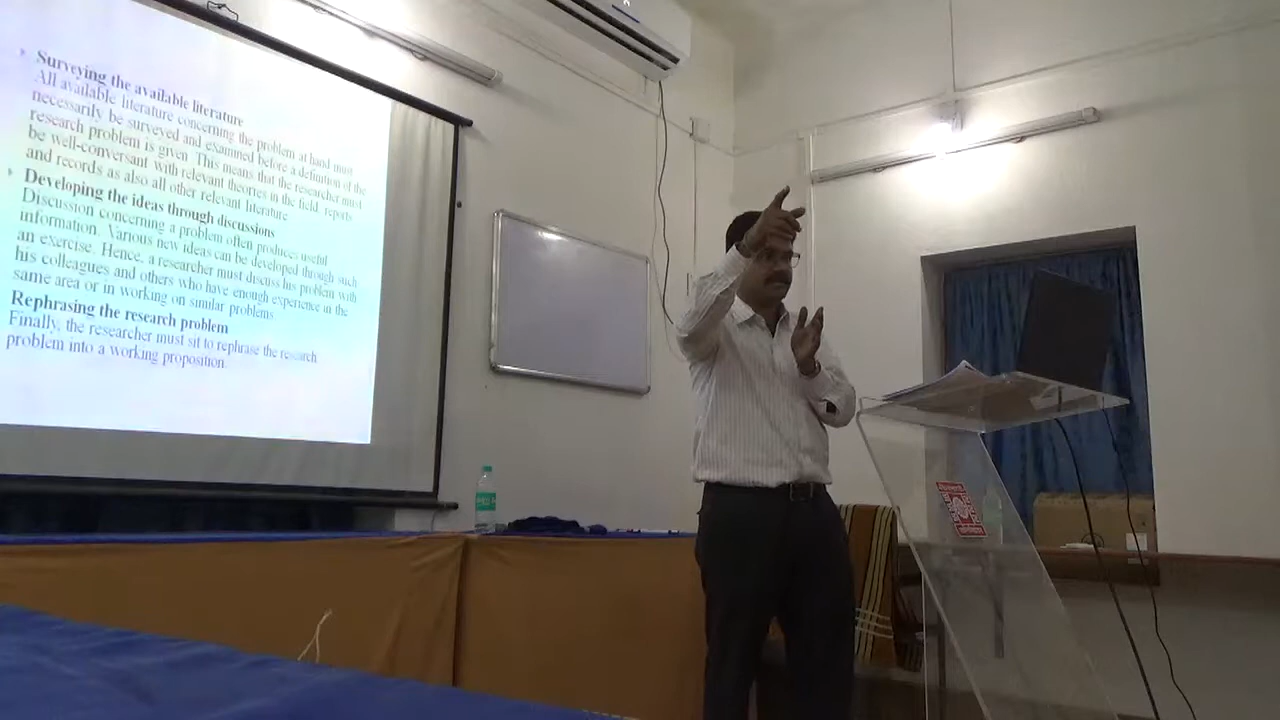 Surveying the available literature
All available literature concerning the problem at hand must
necessarily be surveyed and examined before a definition of the
research problem is given. This means that the researcher must
be well-conversant with relevant theories in the field, reports
and records as also all other relevant literature.
Developing the ideas through discussions
Discussion concerning a problem often produces useful
information. Various new ideas can be developed through such
an exercise. Hence, a researcher must discuss his problem with
his colleagues and others who have enough experience in the
same area or in working on similar problems.
Rephrasing the research problem
Finally, the researcher must sit to rephrase the research
problem into a working proposition.